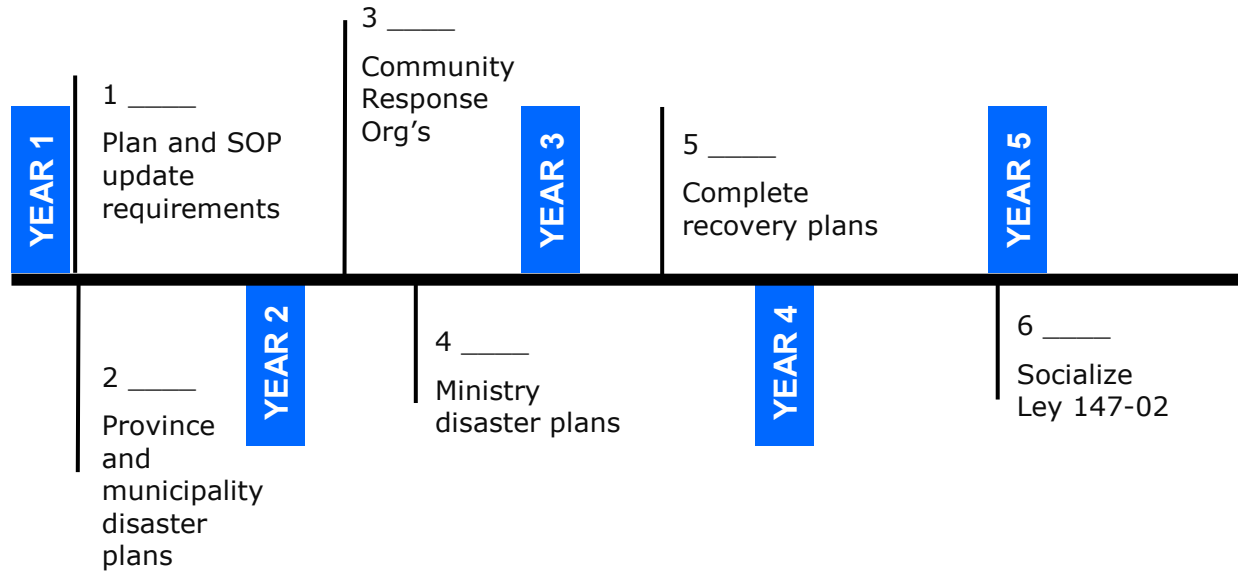 YEAR 1
1 ____
Plan and SOP
update
requirements
2 ____
Province
and
municipality
disaster
plans
YEAR 2
3 ____
Community
Response
Org’s
4 ____
Ministry
disaster plans
YEAR 3
5 ____
Complete
recovery plans
YEAR 4
YEAR 5
6 ____
Socialize
Ley 147-02